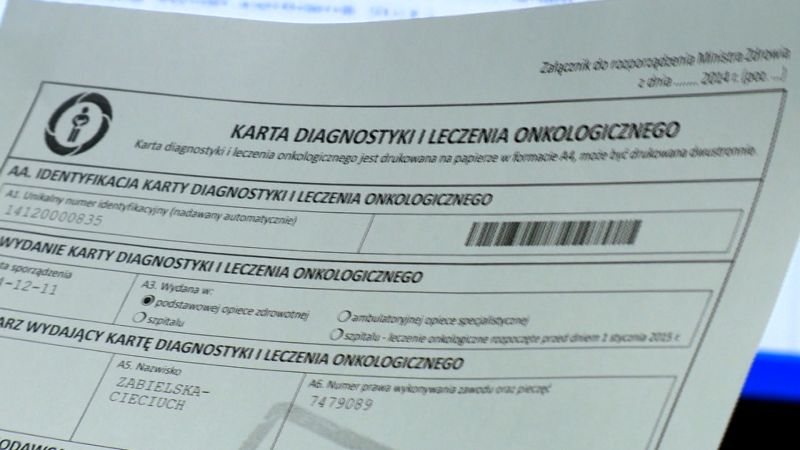 Załącznik do rozporządzenia Ministra Zdrowia
z dnia ....... 2014 r. (poz. ...)
KARTA DIAGNOSTYKI I LECZENIA ONKOLOGICZNEGO
Karta diagnostyki i leczenia onkologicznego jest drukowana na papierze w formacie A4, może być drukowana dwustronnie.
AA. IDENTYFIKACJA KARTY DIAGNOSTYKI I LECZENIA ONKOLOGICZNEGO
A1. Unikalny numer identyfikacyjny (nadawany automatycznie)
14120000835
WYDANIE KARTY DIAGNOSTYKI I LECZENIA ONKOLOGICZNEGO
ta sporządzenia
-12-11
A3. Wydana w:
podstawowej opiece zdrowotnej
ambulatoryjnej opiece specjalistycznej
szpitalu
szpitalu - leczenie onkologiczne rozpoczęte przed dniem 1 stycznia 2015 r.
ARZ WYDAJĄCY KARTĘ DIAGNOSTYKI I LECZENIA ONKOLOGICZNEGO
A5. Nazwisko
ZABIELSKA-
CIECIUCH
A6. Numer prawa wykonywania zawodu oraz pieczęć
7479089